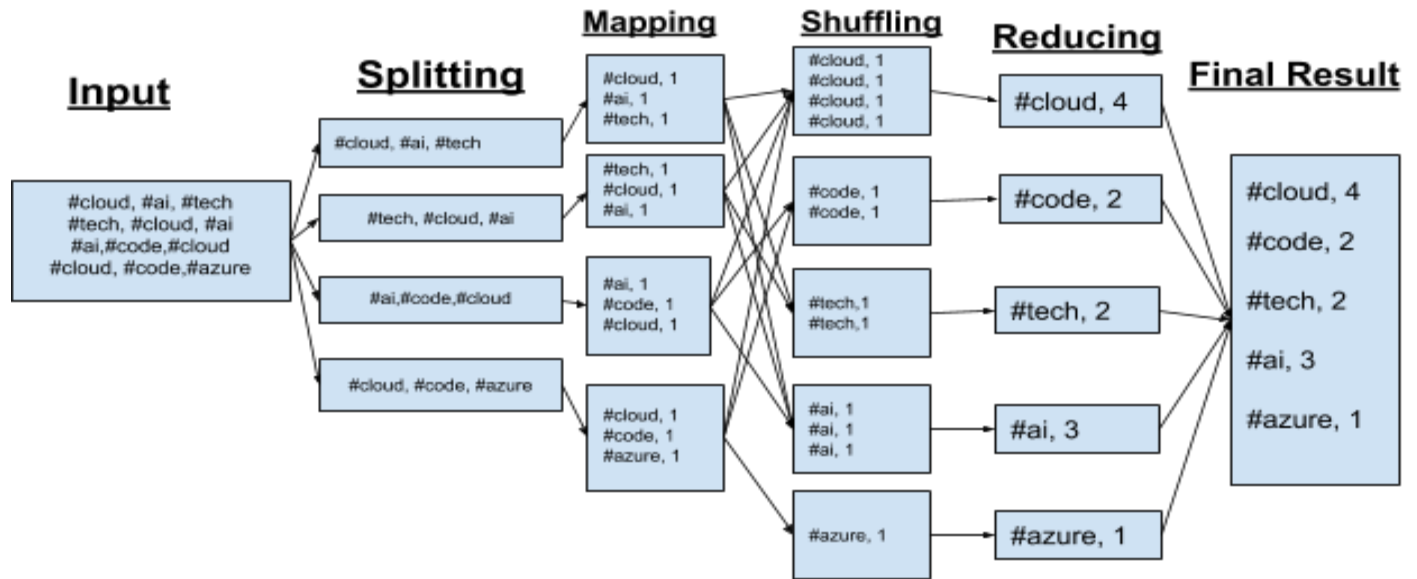 Input
#cloud, #ai, #tech
#tech, #cloud, #ai
#ai,#code,#cloud
#cloud, #code,#azure
Splitting
#cloud, #ai, #tech
#tech, #cloud, #ai
#ai,#code,#cloud
#cloud, #code, #azure
Mapping
#cloud, 1
#ai, 1
#tech, 1
#tech, 1
#cloud, 1
#ai, 1
#ai, 1
#code, 1
#cloud, 1
#cloud, 1
#code, 1
#azure, 1
Shuffling
#cloud, 1
#cloud, 1
#cloud, 1
#cloud, 1
#code, 1
#code, 1
#tech,1
#tech,1
#ai, 1
#ai, 1
#ai, 1
#azure, 1
Reducing
#cloud, 4
#code, 2
#tech, 2
#ai, 3
#azure, 1
Final Result
#cloud, 4
#code, 2
#tech, 2
#ai, 3
#azure, 1